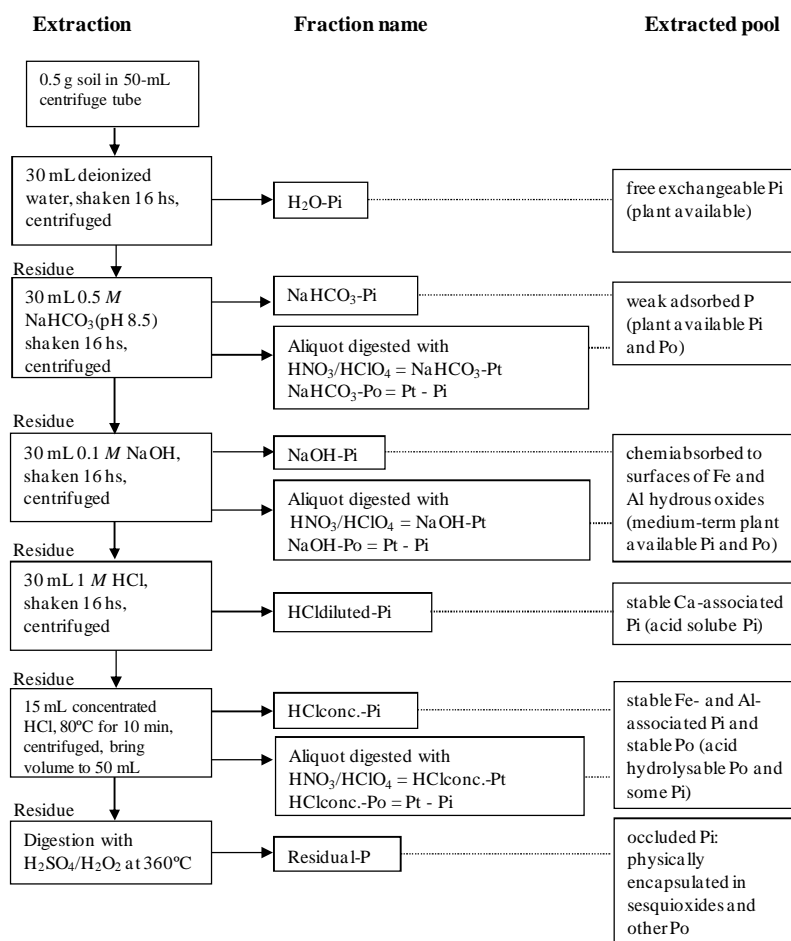 Extraction
Fraction name
Extracted pool
0.5 g soil in 50-mL
centrifuge tube
30 mL deionized
water, shaken 16 hs,
centrifuged
H₂O-Pi
free exchangeable Pi
(plant available)
Residue
30 mL 0.5 M
NaHCO₃(pH 8.5)
shaken 16 hs,
centrifuged
NaHCO₃-Pi
Aliquot digested with
HNO₃/HClO₄ = NaHCO₃-Pt
NaHCO₃-Po = Pt - Pi
weak adsorbed P
(plant available Pi
and Po)
Residue
30 mL 0.1 M NaOH,
shaken 16 hs,
centrifuged
NaOH-Pi
Aliquot digested with
HNO₃/HClO₄ = NaOH-Pt
NaOH-Po = Pt - Pi
chemiabsorbed to
surfaces of Fe and
Al hydrous oxides
(medium-term plant
available Pi and Po)
Residue
30 mL 1 M HCl,
shaken 16 hs,
centrifuged
HCldiluted-Pi
stable Ca-associated
Pi (acid solube Pi)
Residue
15 mL concentrated
HCl, 80ºC for 10 min,
centrifuged, bring
volume to 50 mL
HClconc.-Pi
Aliquot digested with
HNO₃/HClO₄ = HClconc.-Pt
HClconc.-Po = Pt - Pi
stable Fe- and Al-
associated Pi and
stable Po (acid
hydrolysable Po and
some Pi)
Residue
Digestion with
H₂SO₄/H₂O₂ at 360ºC
Residual-P
occluded Pi:
physically
encapsulated in
sesquioxides and
other Po